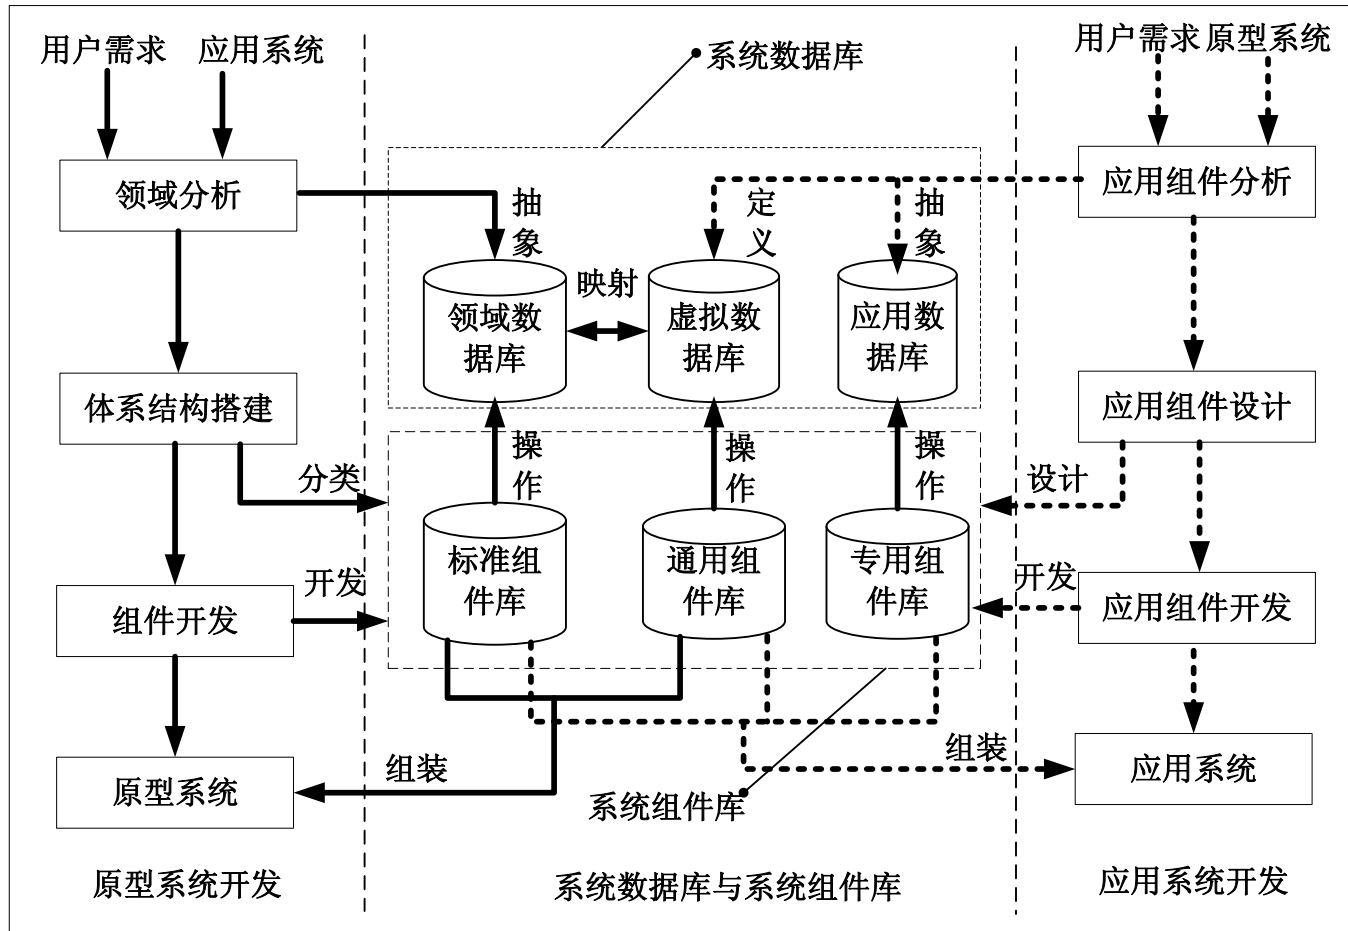 用户需求
应用系统
系统数据库
用户需求
原型系统
领域分析
抽
象
定
义
抽
象
应用组件分析
映射
领域数
据库
虚拟数
据库
应用数
据库
体系结构搭建
应用组件设计
分类
操
作
操
作
操
作
设计
标准组
件库
通用组
件库
专用组
件库
组件开发
开发
开发
应用组件开发
原型系统
组装
组装
应用系统
系统组件库
原型系统开发
系统数据库与系统组件库
应用系统开发